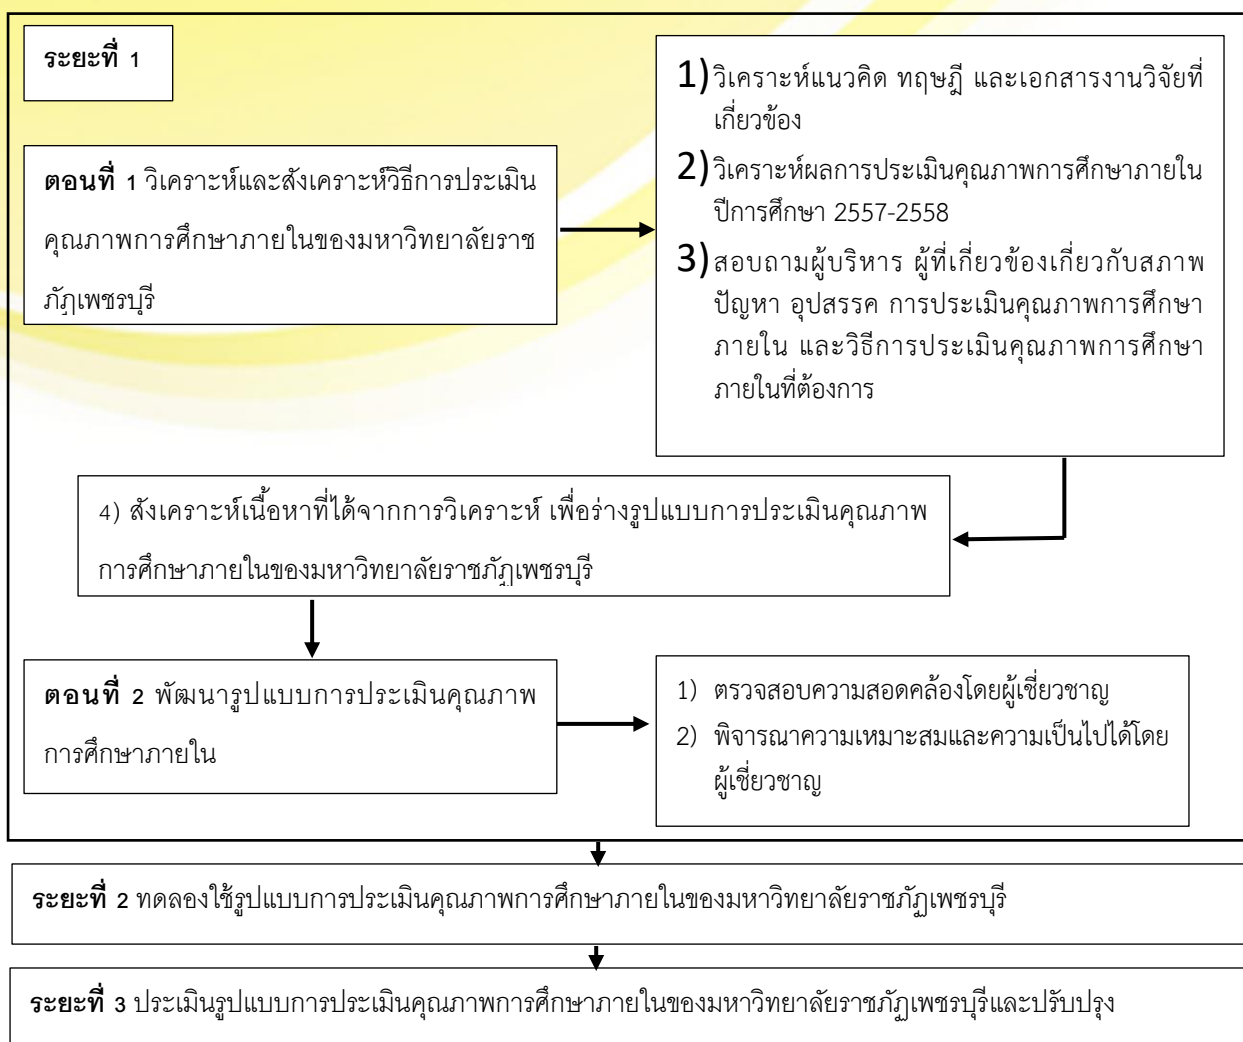 ระยะที่ 1
ตอนที่ 1 วิเคราะห์และสังเคราะห์วิธีการประเมิน
คุณภาพการศึกษาภายในของมหาวิทยาลัยราช
ภัฏเพชรบุรี
1) วิเคราะห์แนวคิด ทฤษฎี และเอกสารงานวิจัยที่
เกี่ยวข้อง
2) วิเคราะห์ผลการประเมินคุณภาพการศึกษาภายใน
ปีการศึกษา 2557-2558
3) สอบถามผู้บริหาร ผู้ที่เกี่ยวข้องเกี่ยวกับสภาพ
ปัญหา อุปสรรค การประเมินคุณภาพการศึกษา
ภายใน และวิธีการประเมินคุณภาพการศึกษา
ภายในที่ต้องการ
4) สังเคราะห์เนื้อหาที่ได้จากการวิเคราะห์ เพื่อร่างรูปแบบการประเมินคุณภาพ
การศึกษาภายในของมหาวิทยาลัยราชภัฏเพชรบุรี
ตอนที่ 2 พัฒนารูปแบบการประเมินคุณภาพ
การศึกษาภายใน
1) ตรวจสอบความสอดคล้องโดยผู้เชี่ยวชาญ
2) พิจารณาความเหมาะสมและความเป็นไปได้โดย
ผู้เชี่ยวชาญ
ระยะที่ 2 ทดลองใช้รูปแบบการประเมินคุณภาพการศึกษาภายในของมหาวิทยาลัยราชภัฏเพชรบุรี
ระยะที่ 3 ประเมินรูปแบบการประเมินคุณภาพการศึกษาภายในของมหาวิทยาลัยราชภัฏเพชรบุรีและปรับปรุง